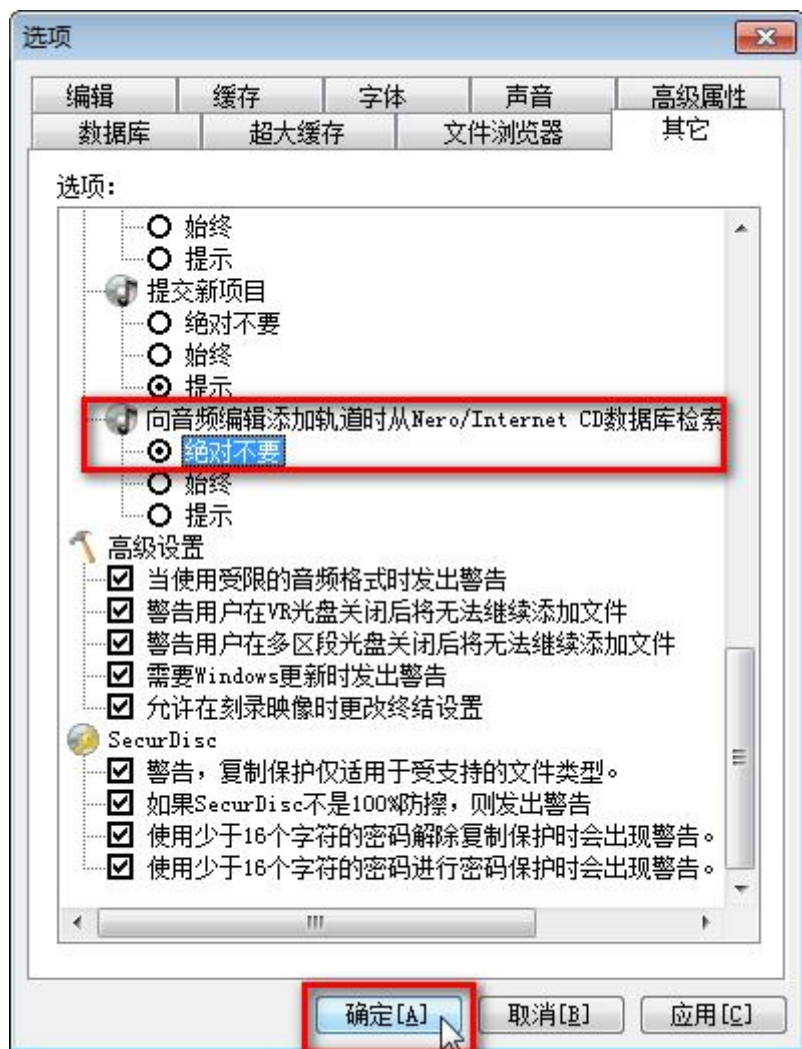 选项
编辑 缓存 字体 声音 高级属性
数据库 超大缓存 文件浏览器 其它
选项:
始终
提示
提交新项目
绝对不要
始终
提示
向音频编辑添加轨道时从Nero/Internet CD数据库检索
绝对不要
始终
提示
高级设置
当使用受限的音频格式时发出警告
警告用户在VR光盘关闭后将无法继续添加文件
警告用户在多区段光盘关闭后将无法继续添加文件
需要Windows更新时发出警告
允许在刻录映像时更改终结设置
SecurDisc
警告，复制保护仅适用于受支持的文件类型。
如果SecurDisc不是100%防擦，则发出警告
使用少于16个字符的密码解除复制保护时会出现警告。
使用少于16个字符的密码进行密码保护时会出现警告。
确定[A] 取消[B] 应用[C]